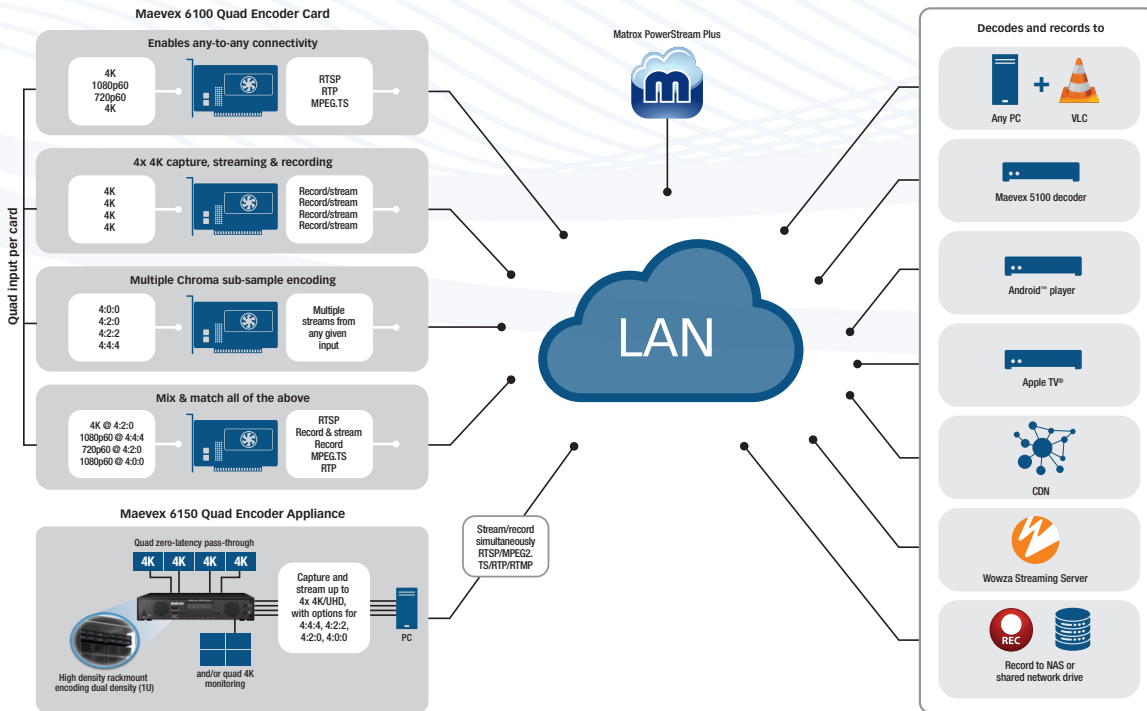 Maevex 6100 Quad Encoder Card
Quad input per card
Enables any-to-any connectivity
4K
1080p60
720p60
4K
RTSP
RTP
MPEG.TS
4x 4K capture, streaming & recording
4K
4K
4K
4K
Record/stream
Record/stream
Record/stream
Record/stream
Multiple Chroma sub-sample encoding
4:0:0
4:2:0
4:2:2
4:4:4
Multiple
streams from
any given
input
Mix & match all of the above
4K @ 4:2:0
1080p60 @ 4:4:4
720p60 @ 4:2:0
1080p60 @ 4:0:0
RTSP
Record & stream
Record
MPEG.TS
RTP
Maevex 6150 Quad Encoder Appliance
Quad zero-latency pass-through
4K 4K 4K 4K
High density rackmount
encoding dual density (1U)
and/or quad 4K
monitoring
Capture and
stream up to
4x 4K/UHD,
with options for
4:4:4, 4:2:2,
4:2:0, 4:0:0
PC
Stream/record
simultaneously
RTSP/MPEG2.
TS/RTP/RTMP
Matrox PowerStream Plus
m
LAN
Decodes and records to
+
Any PC
VLC
Maevex 5100 decoder
Android™ player
Apple TV®
CDN
Wowza Streaming Server
REC
Record to NAS or
shared network drive